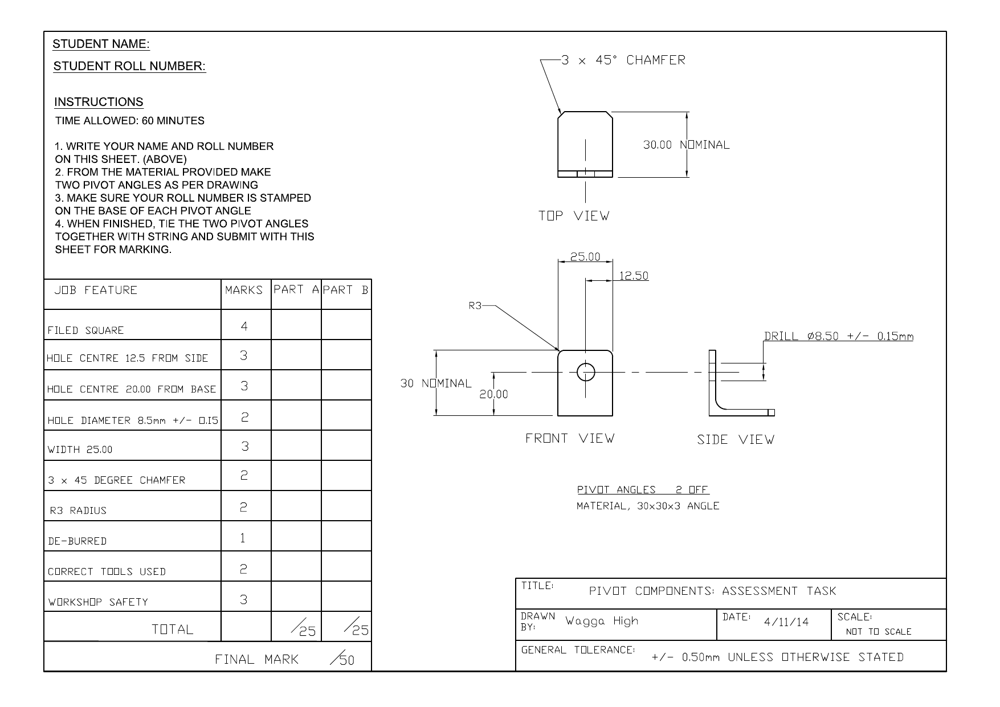 STUDENT NAME:
STUDENT ROLL NUMBER:
INSTRUCTIONS
TIME ALLOWED: 60 MINUTES
1. WRITE YOUR NAME AND ROLL NUMBER
ON THIS SHEET. (ABOVE)
2. FROM THE MATERIAL PROVIDED MAKE
TWO PIVOT ANGLES AS PER DRAWING
3. MAKE SURE YOUR ROLL NUMBER IS STAMPED
ON THE BASE OF EACH PIVOT ANGLE
4. WHEN FINISHED, TIE THE TWO PIVOT ANGLES
TOGETHER WITH STRING AND SUBMIT WITH THIS
SHEET FOR MARKING.
JOB FEATURE MARKS PART A PART B
FILED SQUARE 4
HOLE CENTRE 12.5 FROM SIDE 3
HOLE CENTRE 20.00 FROM BASE 3
HOLE DIAMETER 8.5mm +/- 0.15 2
WIDTH 25.00 3
3 x 45 DEGREE CHAMFER 2
R3 RADIUS 2
DE-BURRED 1
CORRECT TOOLS USED 2
WORKSHOP SAFETY 3
TOTAL /25 /25
FINAL MARK /50
3 x 45° CHAMFER
30.00 NOMINAL
TOP VIEW
25.00
12.50
R3
DRILL Ø8.50 +/- 0.15mm
30 NOMINAL
20.00
FRONT VIEW
SIDE VIEW
PIVOT ANGLES 2 OFF
MATERIAL, 30x30x3 ANGLE
TITLE: PIVOT COMPONENTS: ASSESSMENT TASK
DRAWN BY: Wagga High
DATE: 4/11/14
SCALE: NOT TO SCALE
GENERAL TOLERANCE: +/- 0.50mm UNLESS OTHERWISE STATED